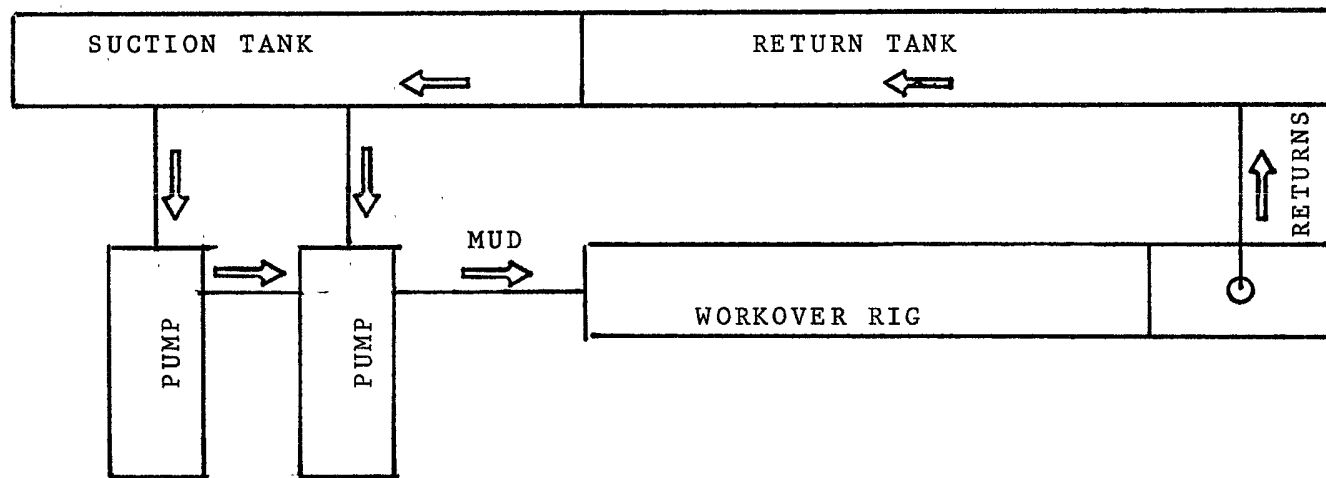 SUCTION TANK
RETURN TANK
RETURNS
MUD
PUMP
PUMP
WORKOVER RIG